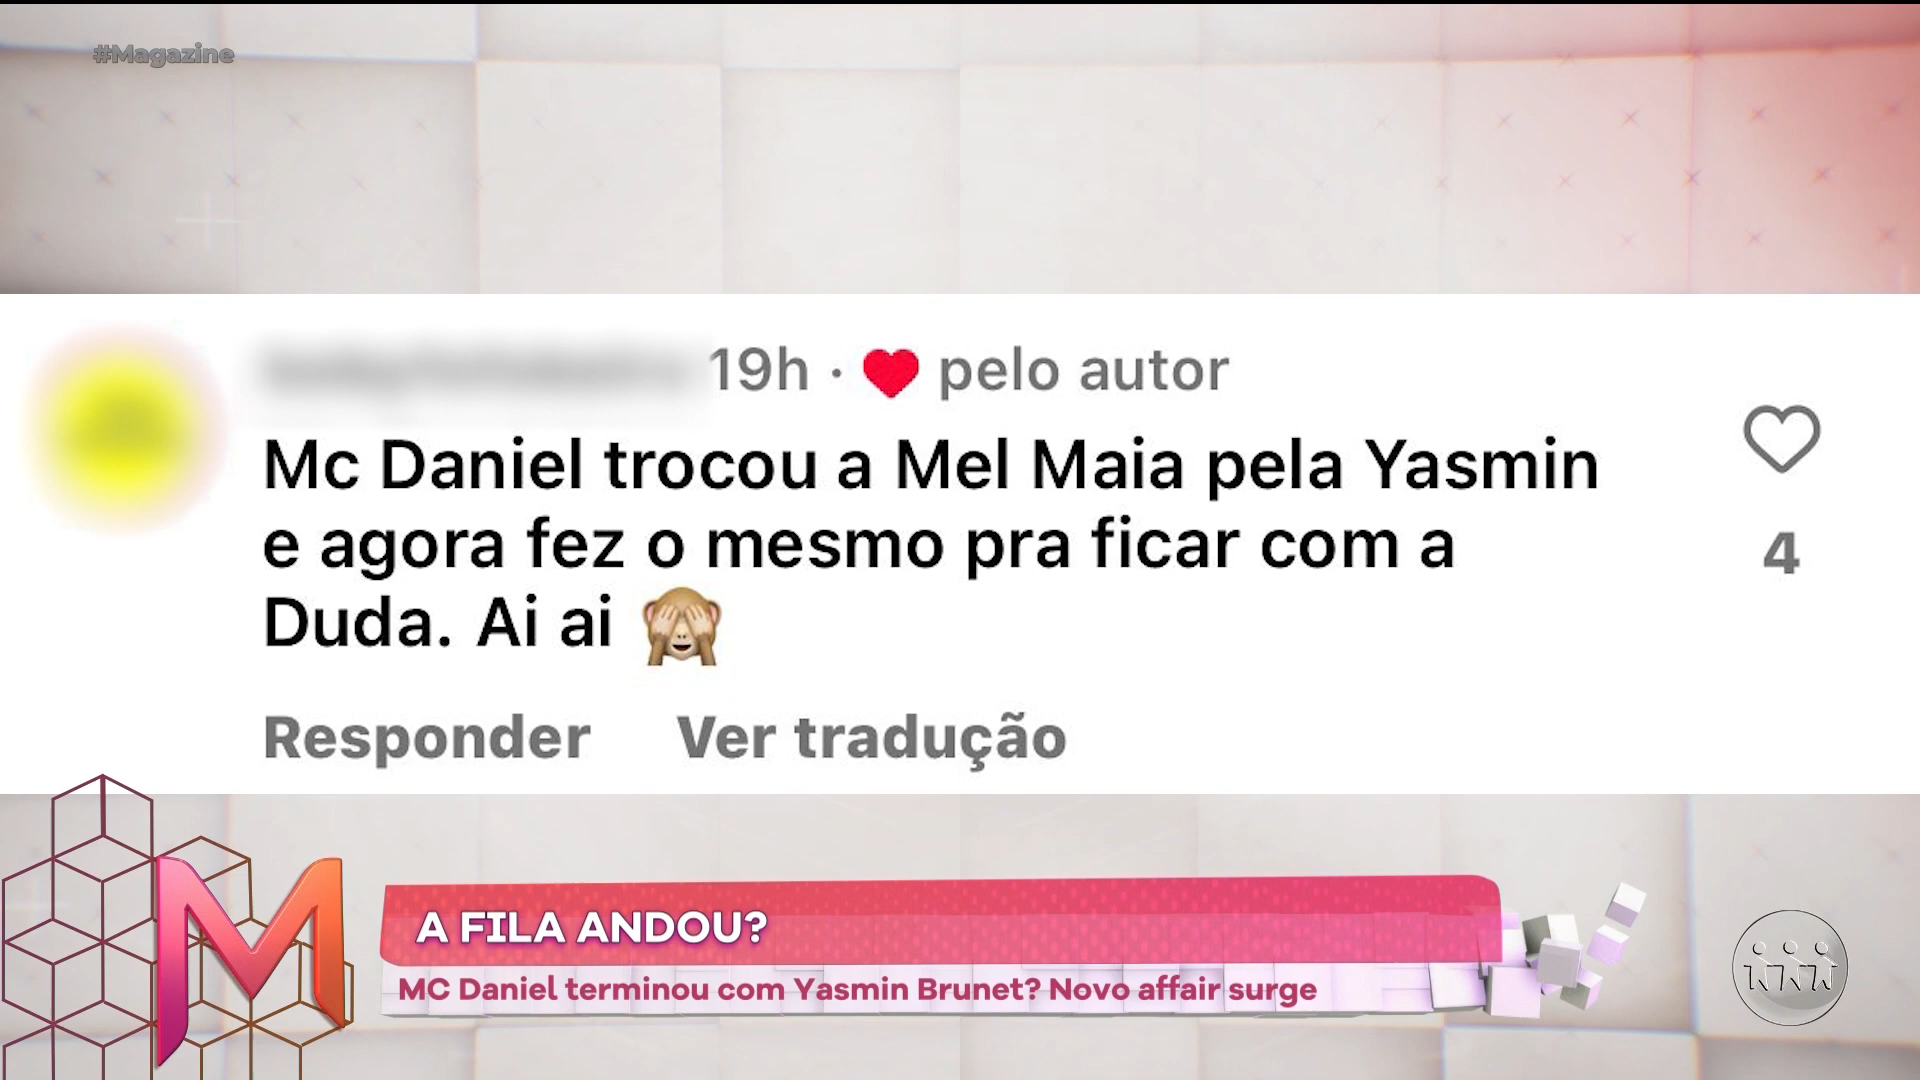 #Magazine
19h · ❤️ pelo autor
Mc Daniel trocou a Mel Maia pela Yasmin
e agora fez o mesmo pra ficar com a
Duda. Ai ai 🙈
4
Responder Ver tradução
M
A FILA ANDOU?
MC Daniel terminou com Yasmin Brunet? Novo affair surge